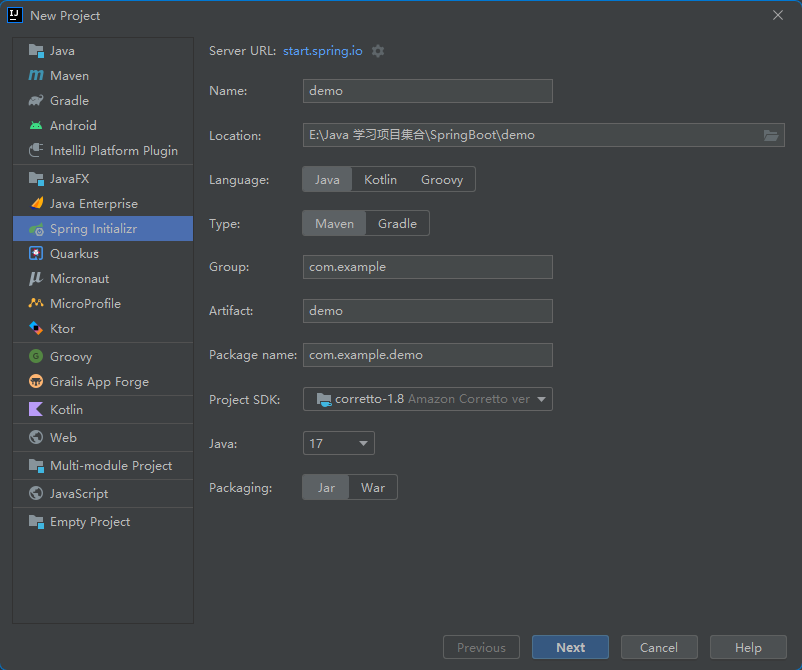 New Project
Java
Maven
Gradle
Android
IntelliJ Platform Plugin
JavaFX
Java Enterprise
Spring Initializr
Quarkus
Micronaut
MicroProfile
Ktor
Groovy
Grails App Forge
Kotlin
Web
Multi-module Project
JavaScript
Empty Project
Server URL: start.spring.io
Name: demo
Location: E:\Java 学习项目集合\SpringBoot\demo
Language: Java Kotlin Groovy
Type: Maven Gradle
Group: com.example
Artifact: demo
Package name: com.example.demo
Project SDK: corretto-1.8 Amazon Corretto ver
Java: 17
Packaging: Jar War
Previous Next Cancel Help